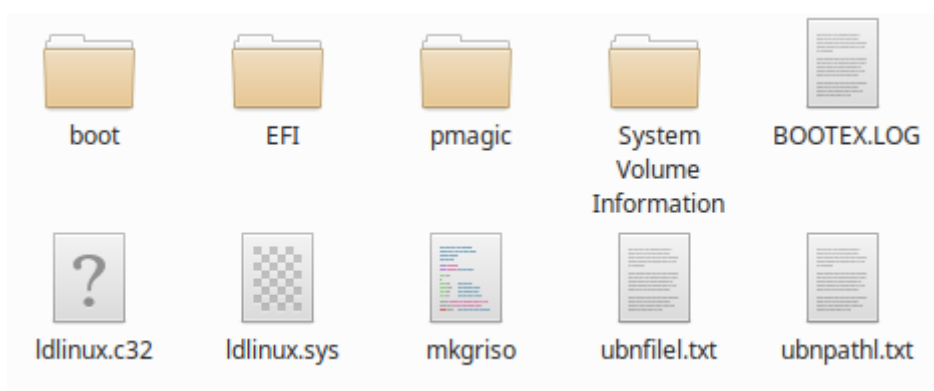 boot
EFI
pmagic
System
Volume
Information
BOOTEX.LOG
?
ldlinux.c32
ldlinux.sys
mkgriso
ubnfilel.txt
ubnpathl.txt